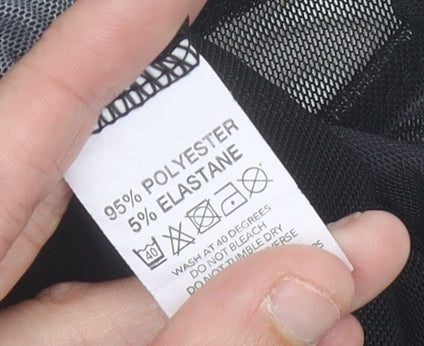 95% POLYESTER
5% ELASTANE
40
WASH AT 40 DEGREES
DO NOT BLEACH
DO NOT TUMBLE DRY